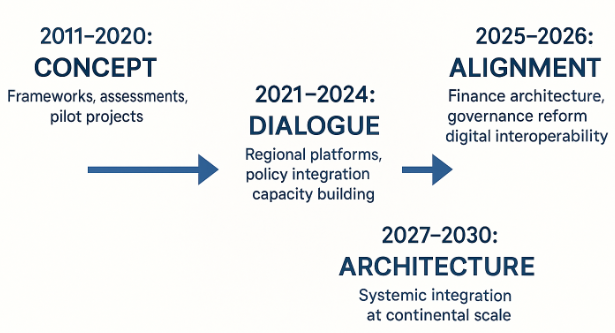 2011–2020:
CONCEPT
Frameworks, assessments,
pilot projects
2021–2024:
DIALOGUE
Regional platforms,
policy integration
capacity building
2025–2026:
ALIGNMENT
Finance architecture,
governance reform
digital interoperability
2027–2030:
ARCHITECTURE
Systemic integration
at continental scale